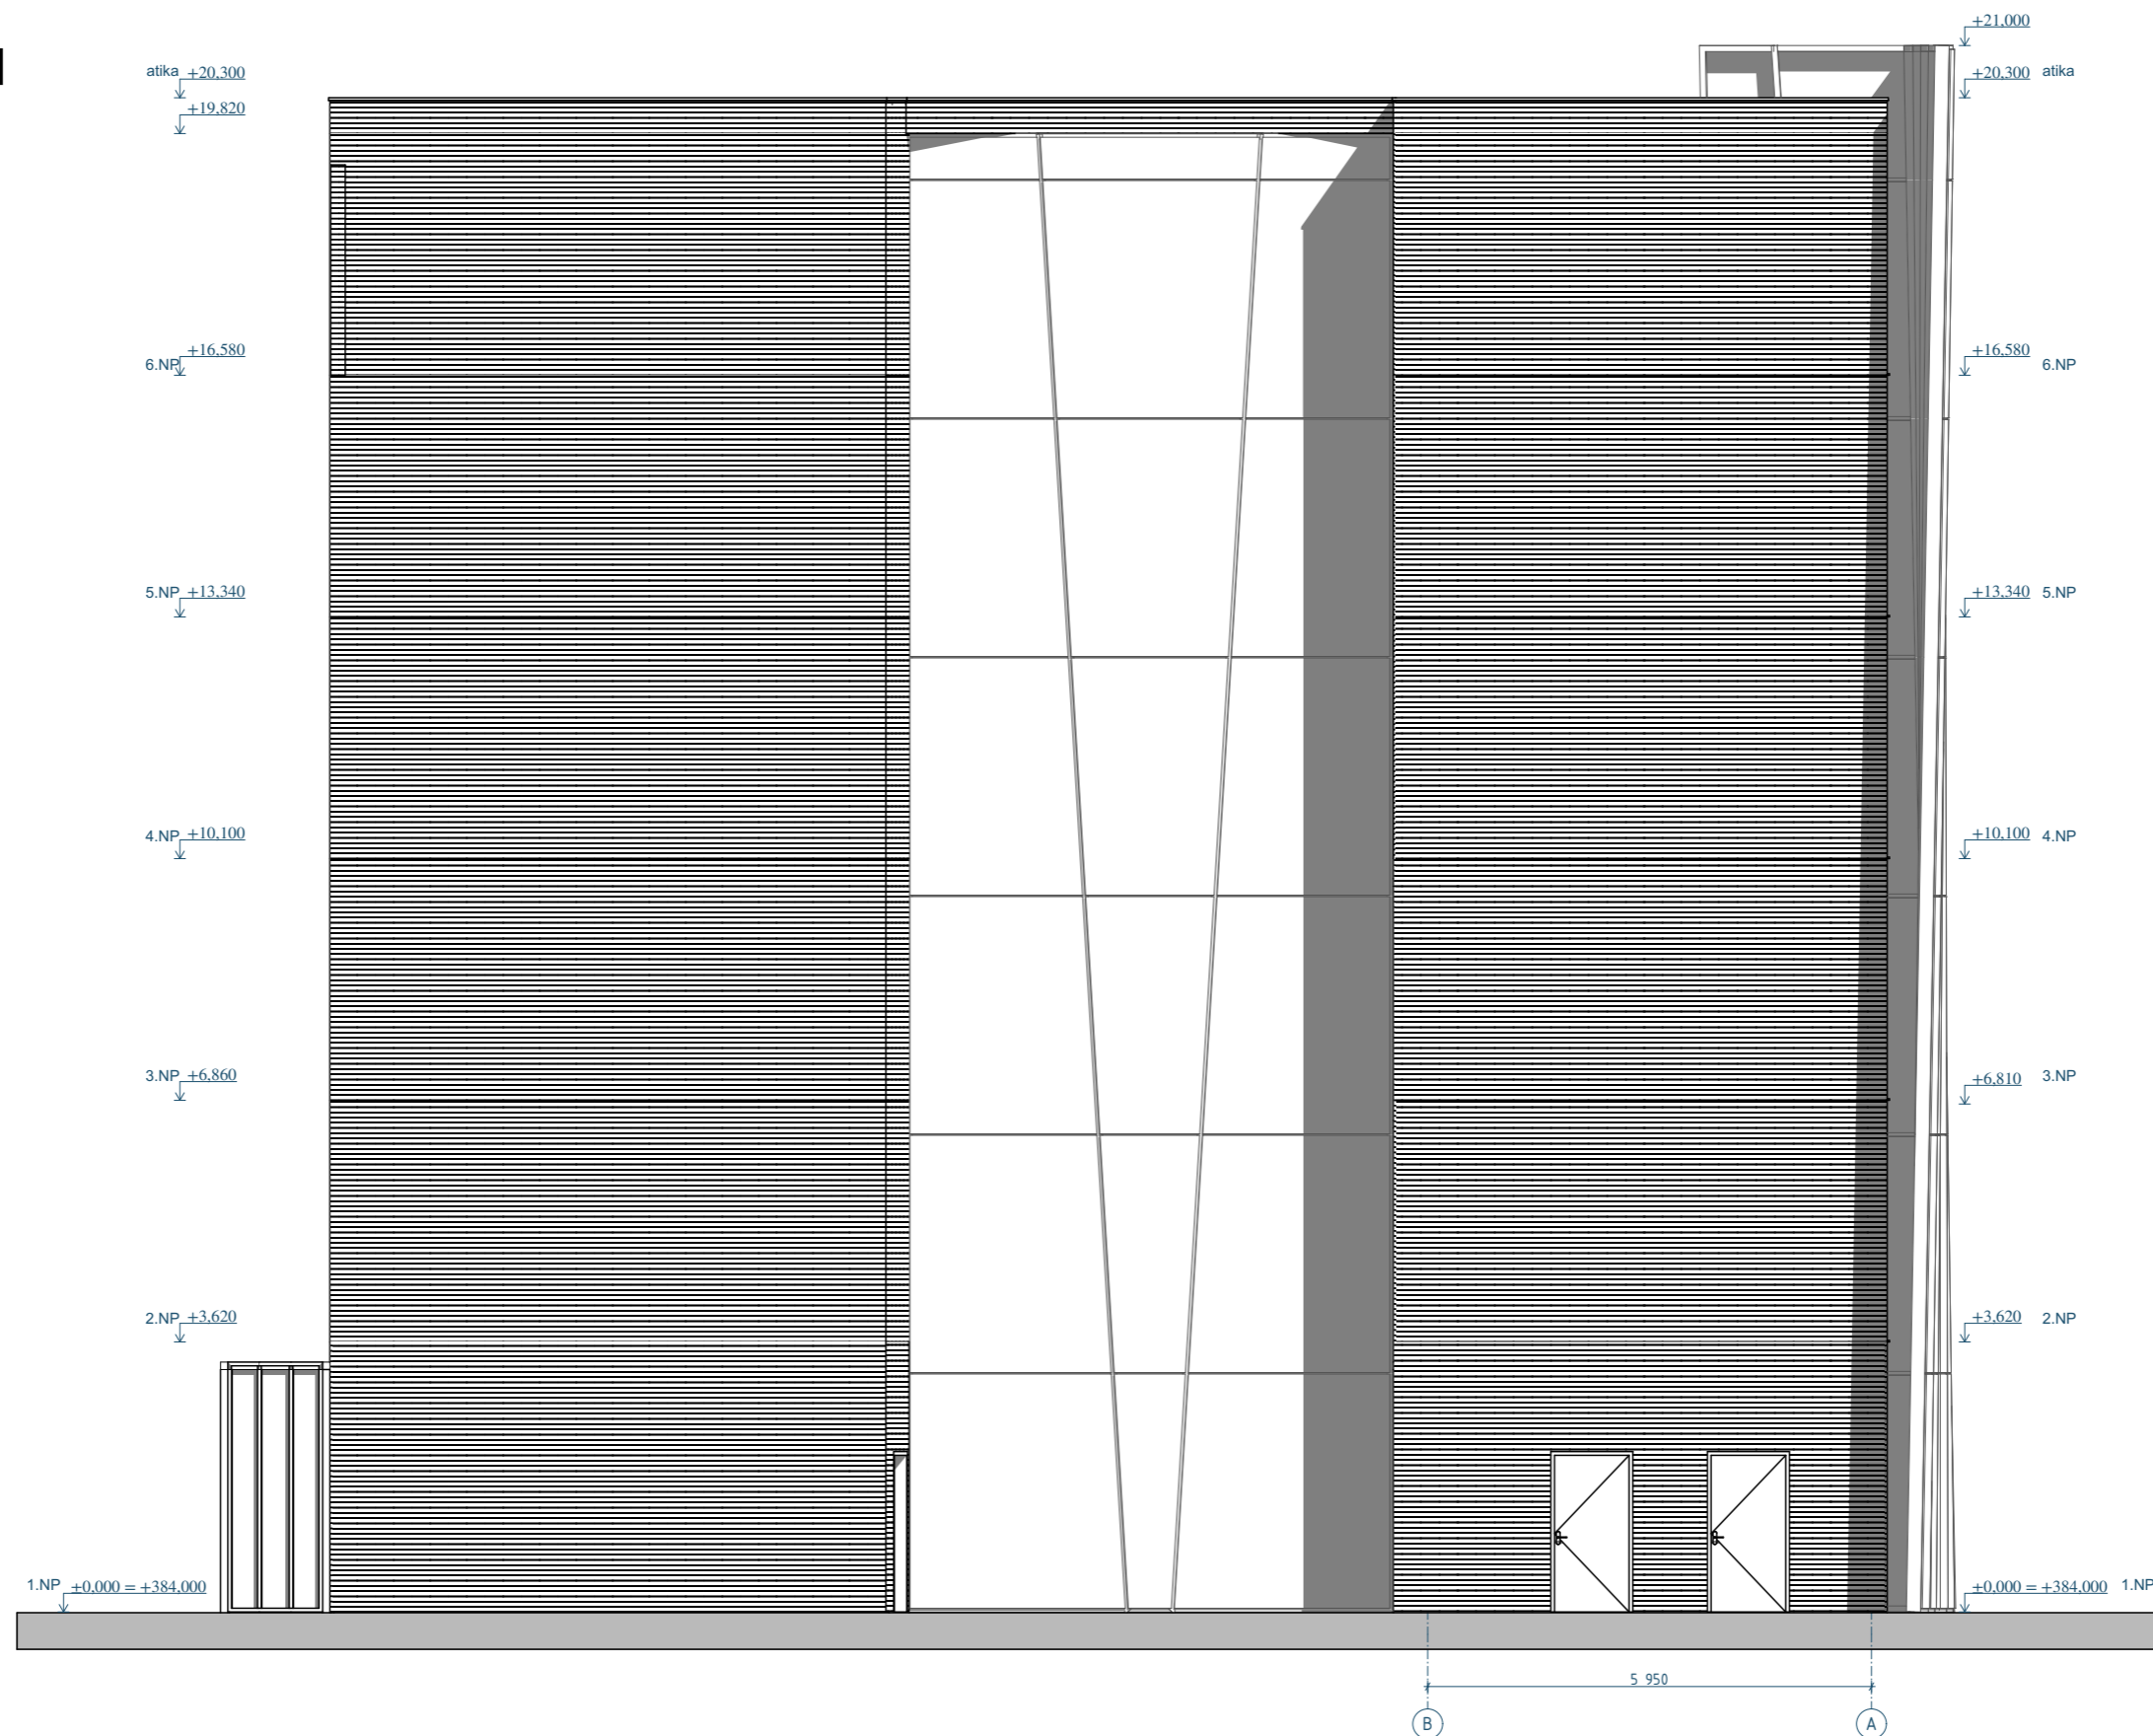 +21,000
atika +20,300
+20,300 atika
+19,820
6.NP +16,580
+16,580 6.NP
5.NP +13,340
+13,340 5.NP
4.NP +10,100
+10,100 4.NP
3.NP +6,860
+6,810 3.NP
2.NP +3,620
+3,620 2.NP
1.NP ±0,000 = +384,000
±0,000 = +384,000 1.NP
5 950
B
A